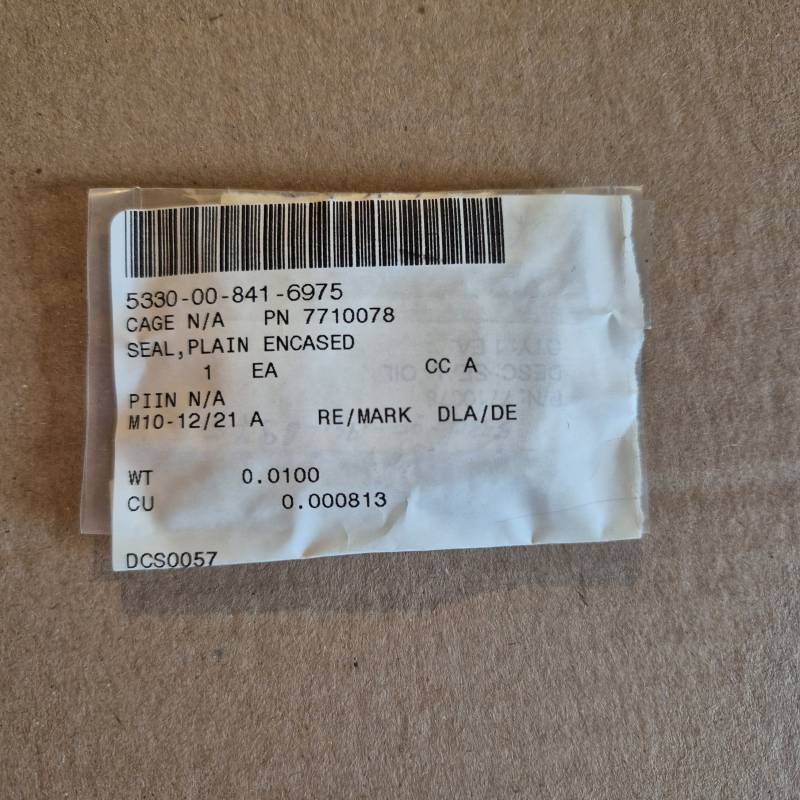 5330-00-841-6975
CAGE N/A PN 7710078
SEAL,PLAIN ENCASED
1 EA CC A
PIIN N/A
M10-12/21 A RE/MARK DLA/DE
WT 0.0100
CU 0.000813
DCS0057